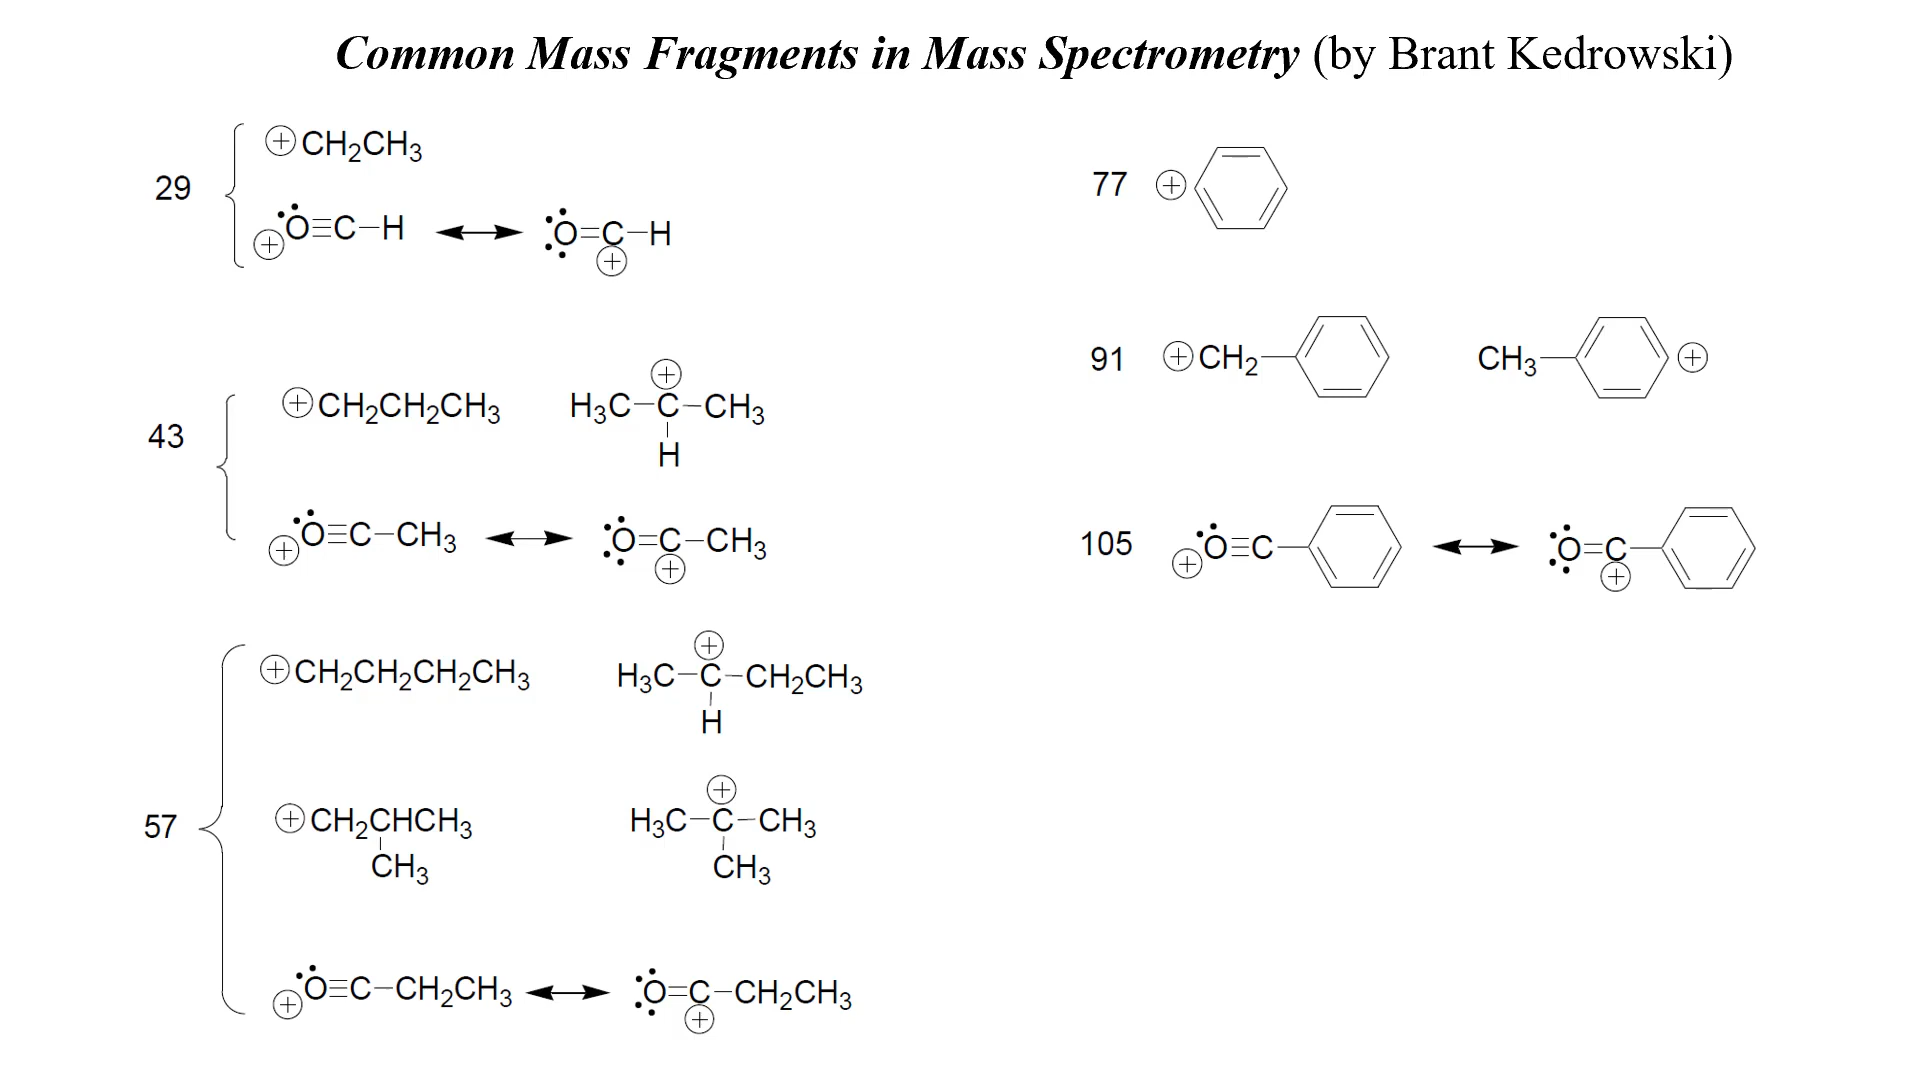 Common Mass Fragments in Mass Spectrometry (by Brant Kedrowski)
29
⊕CH2CH3
⊕O≡C–H ↔ O=C–H ⊕
43
⊕CH2CH2CH3
⊕
H3C–C–CH3
H
⊕O≡C–CH3 ↔ O=C–CH3 ⊕
57
⊕CH2CH2CH2CH3
⊕
H3C–C–CH2CH3
H
⊕CH2CHCH3
CH3
⊕
H3C–C–CH3
CH3
⊕O≡C–CH2CH3 ↔ O=C–CH2CH3 ⊕
77 ⊕
91 ⊕CH2 CH3 ⊕
105 ⊕O≡C ↔ O=C ⊕